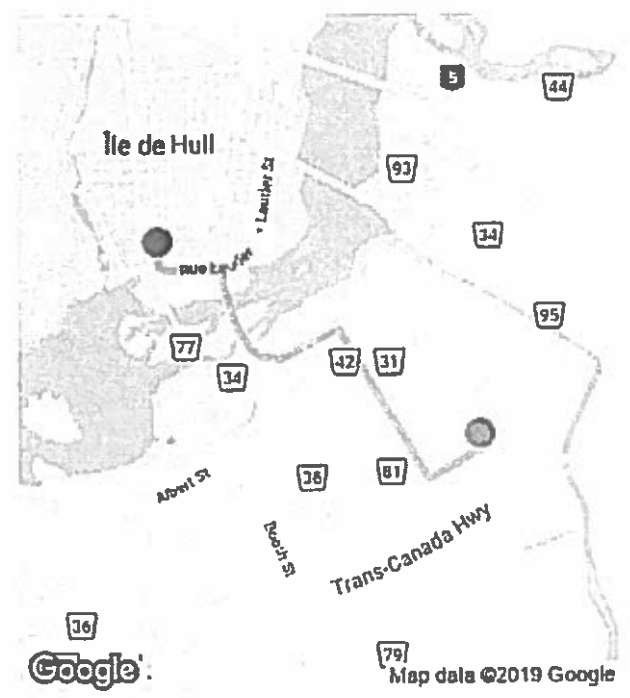 5
44
Île de Hull
93
Laurier St
34
Rue Laurier
95
77
42
31
34
36
81
Albert St
Booth St
Trans-Canada Hwy
36
79
Google
Map data ©2019 Google